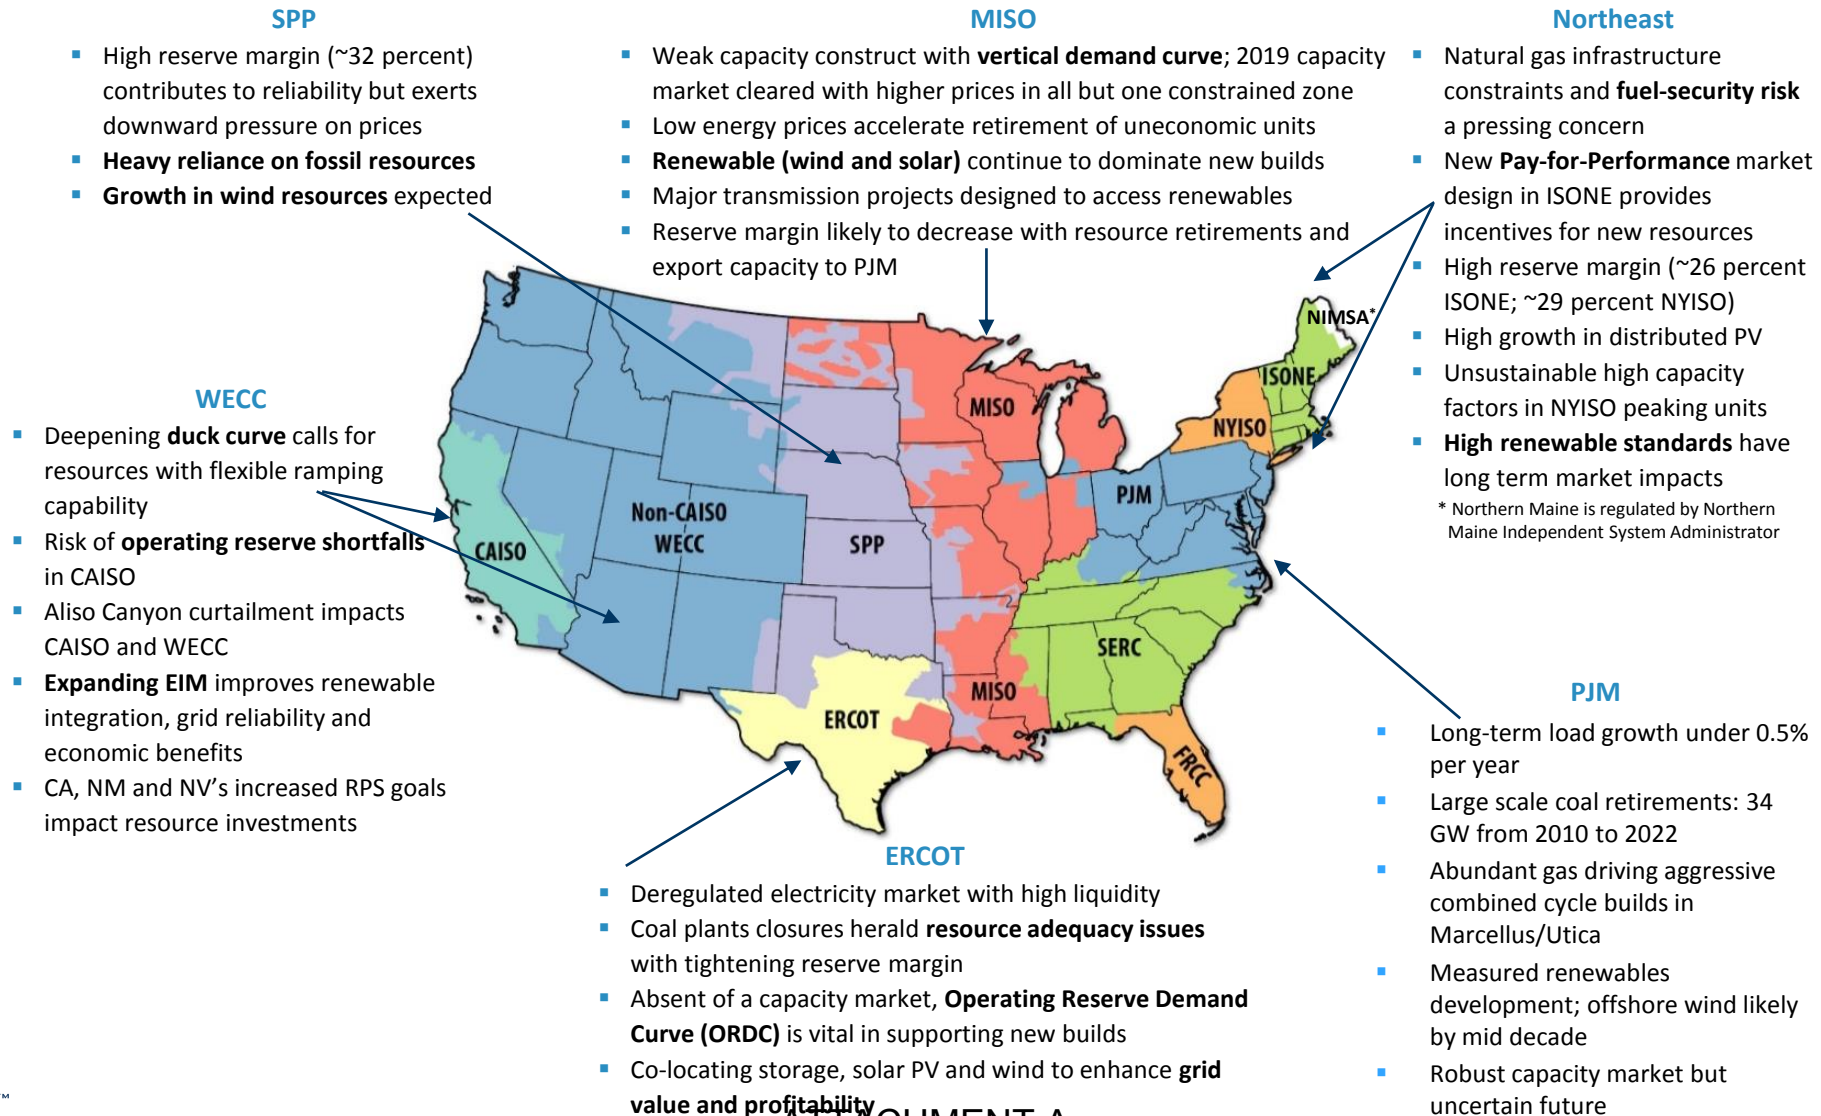 SPP
High reserve margin (~32 percent)
contributes to reliability but exerts
downward pressure on prices
Heavy reliance on fossil resources
Growth in wind resources expected
MISO
Weak capacity construct with vertical demand curve; 2019 capacity
market cleared with higher prices in all but one constrained zone
Low energy prices accelerate retirement of uneconomic units
Renewable (wind and solar) continue to dominate new builds
Major transmission projects designed to access renewables
Reserve margin likely to decrease with resource retirements and
export capacity to PJM
Northeast
Natural gas infrastructure
constraints and fuel-security risk
a pressing concern
New Pay-for-Performance market
design in ISONE provides
incentives for new resources
High reserve margin (~26 percent
ISONE; ~29 percent NYISO)
High growth in distributed PV
Unsustainable high capacity
factors in NYISO peaking units
High renewable standards have
long term market impacts
* Northern Maine is regulated by Northern
Maine Independent System Administrator
WECC
Deepening duck curve calls for
resources with flexible ramping
capability
Risk of operating reserve shortfalls
in CAISO
Aliso Canyon curtailment impacts
CAISO and WECC
Expanding EIM improves renewable
integration, grid reliability and
economic benefits
CA, NM and NV's increased RPS goals
impact resource investments
NIMSA*
ISONE
MISO
NYISO
PJM
Non-CAISO
WECC
CAISO
SPP
SERC
MISO
ERCOT
FRCC
PJM
Long-term load growth under 0.5%
per year
Large scale coal retirements: 34
GW from 2010 to 2022
Abundant gas driving aggressive
combined cycle builds in
Marcellus/Utica
Measured renewables
development; offshore wind likely
by mid decade
Robust capacity market but
uncertain future
ERCOT
Deregulated electricity market with high liquidity
Coal plants closures herald resource adequacy issues
with tightening reserve margin
Absent of a capacity market, Operating Reserve Demand
Curve (ORDC) is vital in supporting new builds
Co-locating storage, solar PV and wind to enhance grid
value and profitability
ATTACHMENT A
™